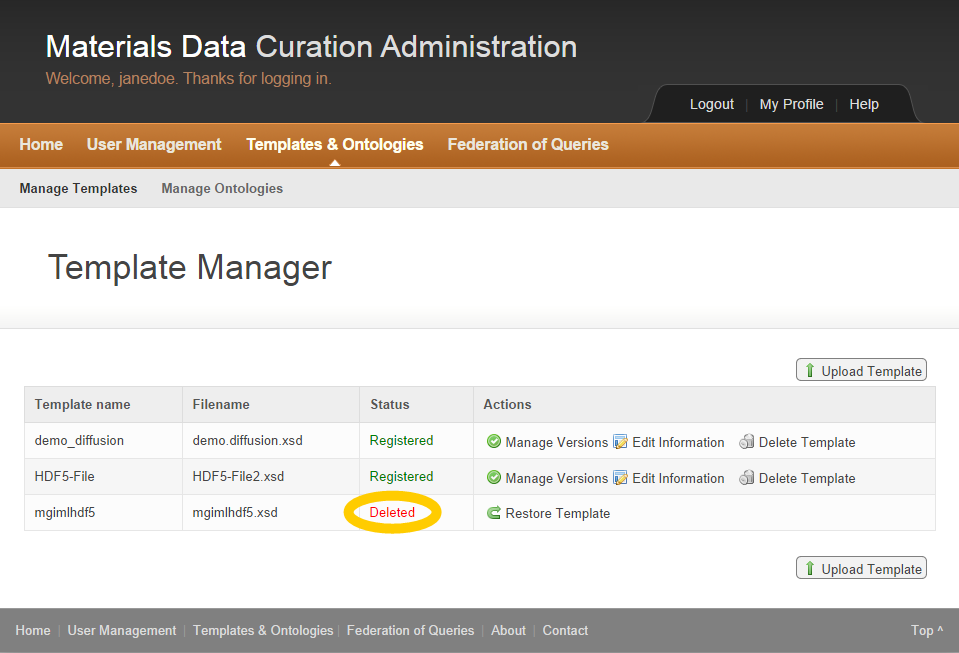 Materials Data Curation Administration
Welcome, janedoe. Thanks for logging in.
Logout | My Profile | Help
Home User Management Templates & Ontologies Federation of Queries
Manage Templates Manage Ontologies
Template Manager
Upload Template
Template name Filename Status Actions
demo_diffusion demo.diffusion.xsd Registered Manage Versions Edit Information Delete Template
HDF5-File HDF5-File2.xsd Registered Manage Versions Edit Information Delete Template
mgimlhdf5 mgimlhdf5.xsd Deleted Restore Template
Upload Template
Home | User Management | Templates & Ontologies | Federation of Queries | About | Contact Top ^